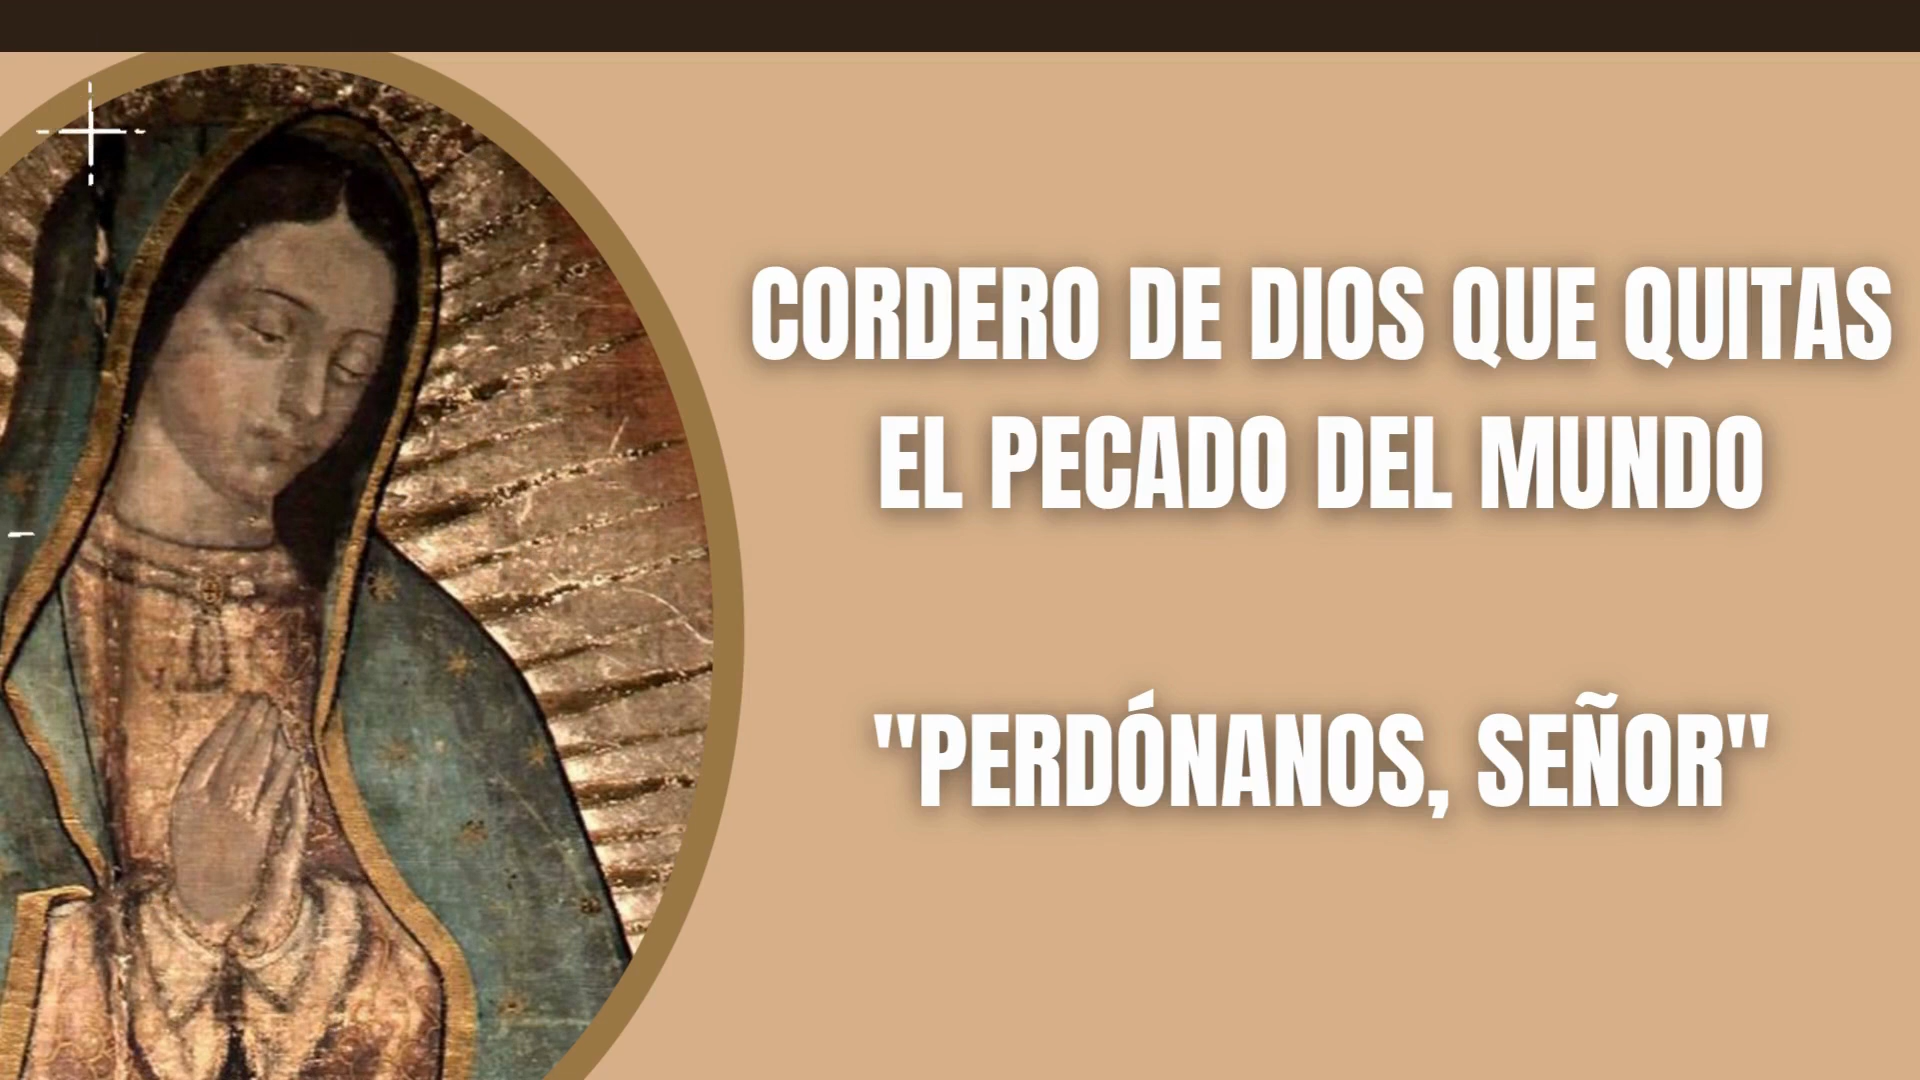 CORDERO DE DIOS QUE QUITAS
EL PECADO DEL MUNDO
"PERDÓNANOS, SEÑOR"